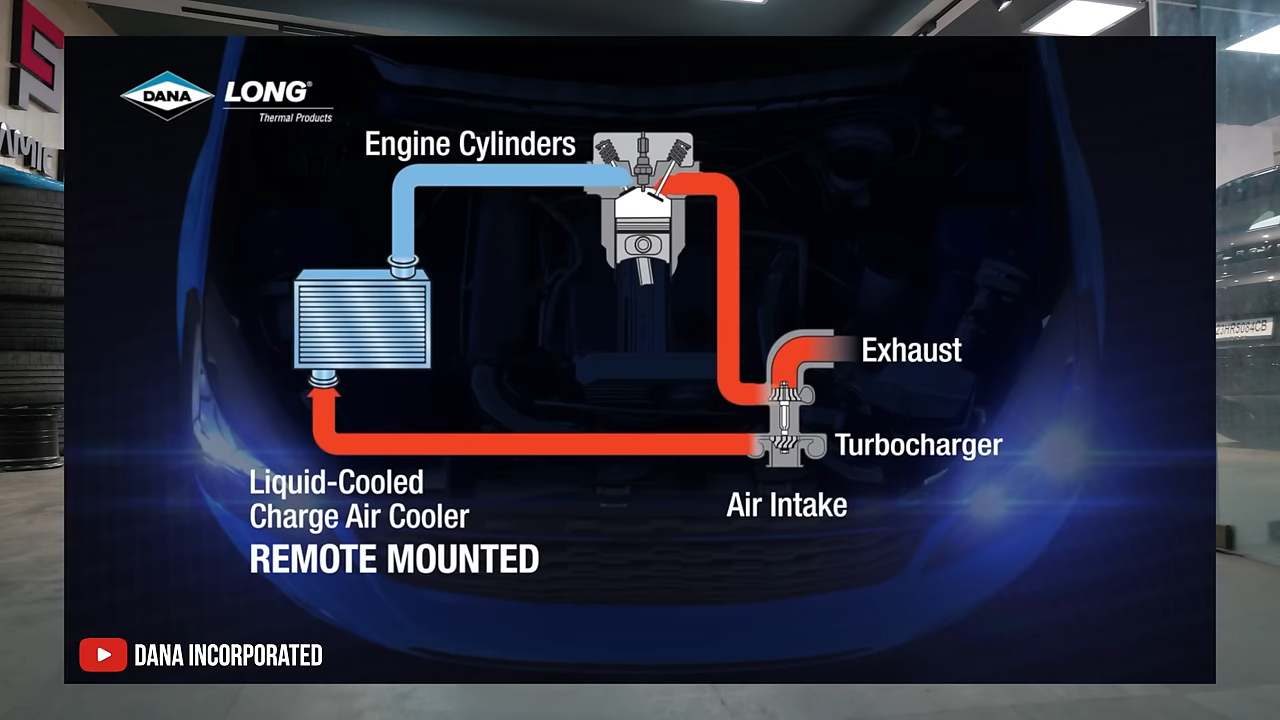 DANA
LONG®
Thermal Products
Engine Cylinders
Exhaust
Turbocharger
Air Intake
Liquid-Cooled
Charge Air Cooler
REMOTE MOUNTED
DANA INCORPORATED